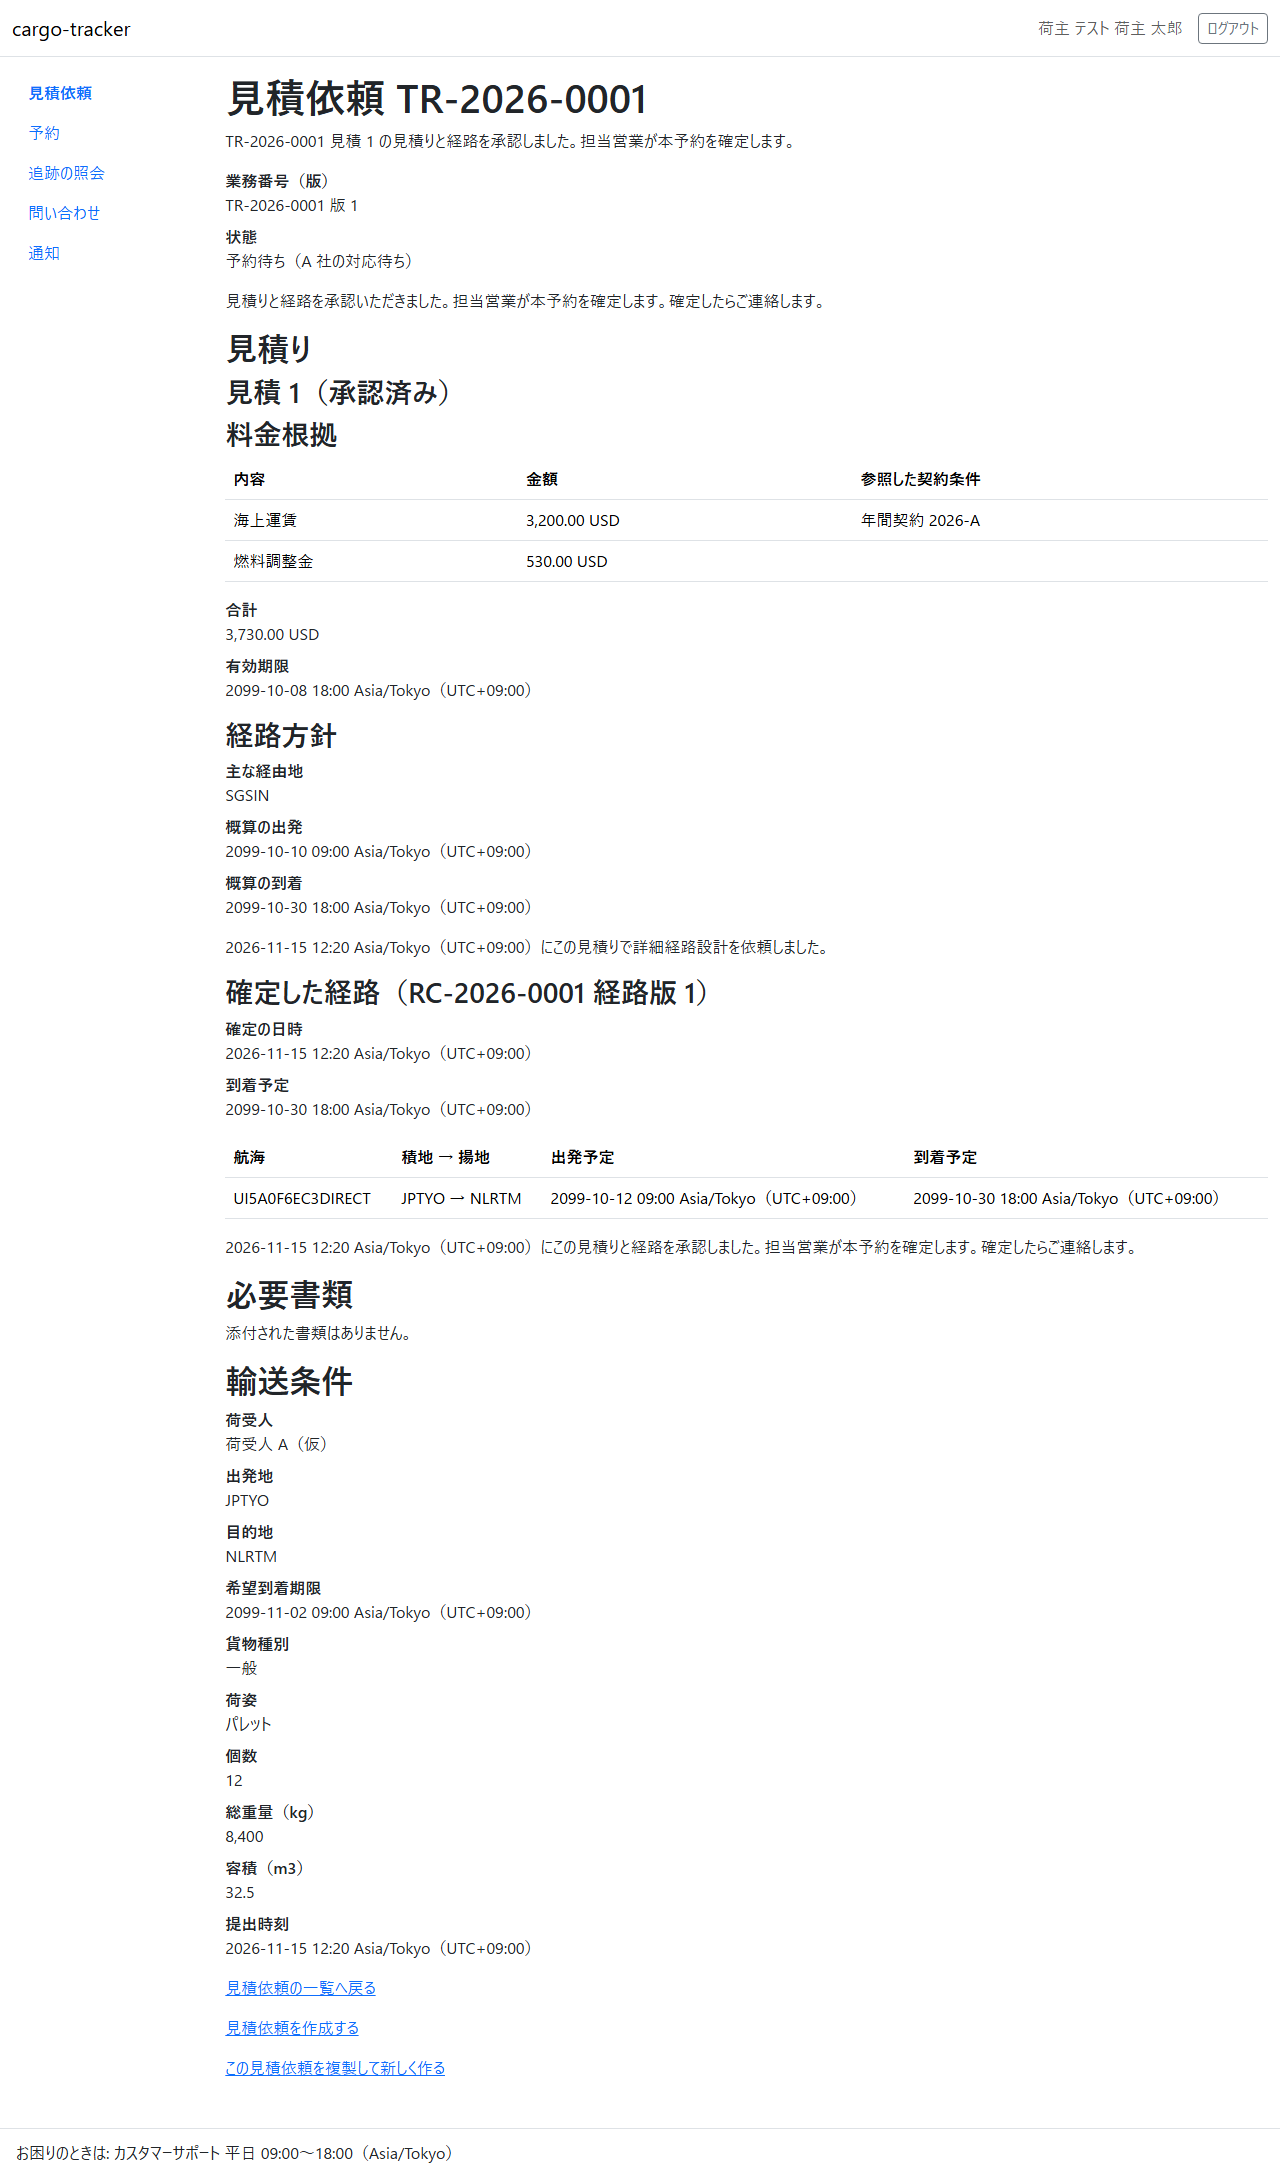 cargo-tracker
荷主 テスト 荷主 太郎
ログアウト
見積依頼
予約
追跡の照会
問い合わせ
通知
見積依頼 TR-2026-0001
TR-2026-0001 見積 1 の見積りと経路を承認しました。担当営業が本予約を確定します。
業務番号（版）
TR-2026-0001 版 1
状態
予約待ち（A 社の対応待ち）
見積りと経路を承認いただきました。担当営業が本予約を確定します。確定したらご連絡します。
見積り
見積 1（承認済み）
料金根拠
内容 金額 参照した契約条件
海上運賃 3,200.00 USD 年間契約 2026-A
燃料調整金 530.00 USD
合計
3,730.00 USD
有効期限
2099-10-08 18:00 Asia/Tokyo（UTC+09:00）
経路方針
主な経由地
SGSIN
概算の出発
2099-10-10 09:00 Asia/Tokyo（UTC+09:00）
概算の到着
2099-10-30 18:00 Asia/Tokyo（UTC+09:00）
2026-11-15 12:20 Asia/Tokyo（UTC+09:00）にこの見積りで詳細経路設計を依頼しました。
確定した経路（RC-2026-0001 経路版 1）
確定の日時
2026-11-15 12:20 Asia/Tokyo（UTC+09:00）
到着予定
2099-10-30 18:00 Asia/Tokyo（UTC+09:00）
航海 積地 → 揚地 出発予定 到着予定
UI5A0F6EC3DIRECT JPTYO → NLRTM 2099-10-12 09:00 Asia/Tokyo（UTC+09:00） 2099-10-30 18:00 Asia/Tokyo（UTC+09:00）
2026-11-15 12:20 Asia/Tokyo（UTC+09:00）にこの見積りと経路を承認しました。担当営業が本予約を確定します。確定したらご連絡します。
必要書類
添付された書類はありません。
輸送条件
荷受人
荷受人 A（仮）
出発地
JPTYO
目的地
NLRTM
希望到着期限
2099-11-02 09:00 Asia/Tokyo（UTC+09:00）
貨物種別
一般
荷姿
パレット
個数
12
総重量（kg）
8,400
容積（m3）
32.5
提出時刻
2026-11-15 12:20 Asia/Tokyo（UTC+09:00）
見積依頼の一覧へ戻る
見積依頼を作成する
この見積依頼を複製して新しく作る
お困りのときは: カスタマーサポート 平日 09:00～18:00（Asia/Tokyo）